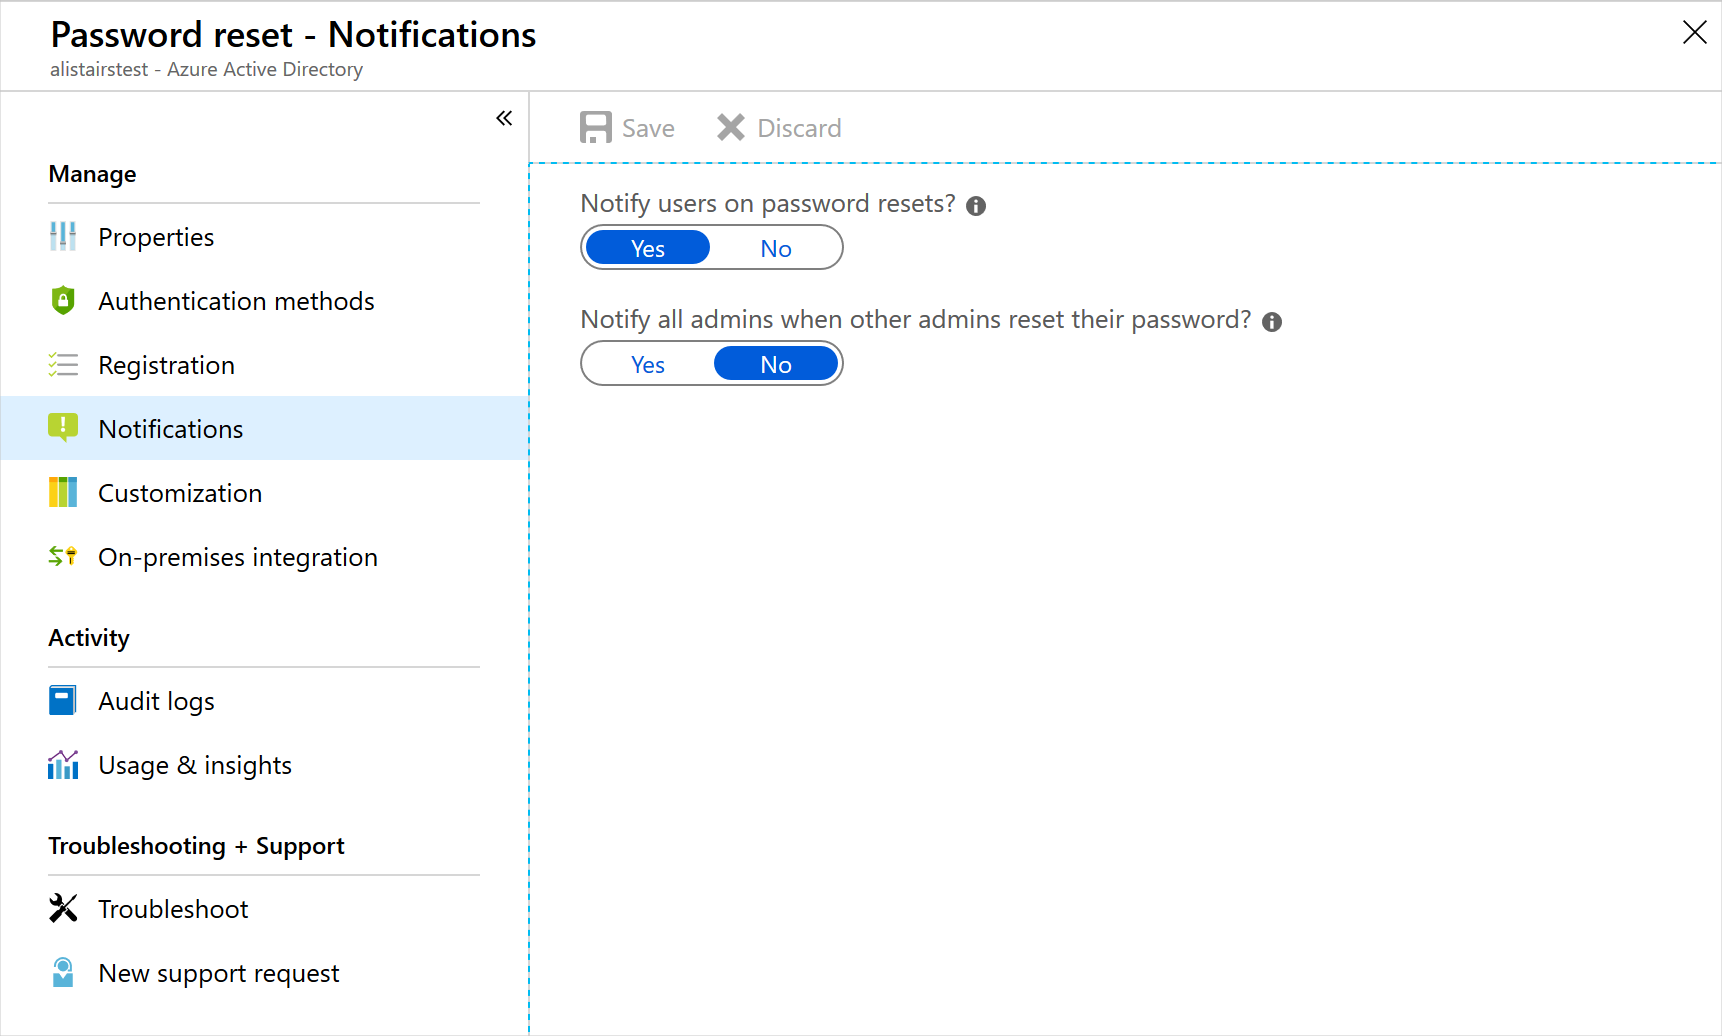 Password reset - Notifications
alistairstest - Azure Active Directory
Manage
Properties
Authentication methods
Registration
Notifications
Customization
On-premises integration
Activity
Audit logs
Usage & insights
Troubleshooting + Support
Troubleshoot
New support request
Save Discard
Notify users on password resets?
Yes No
Notify all admins when other admins reset their password?
Yes No